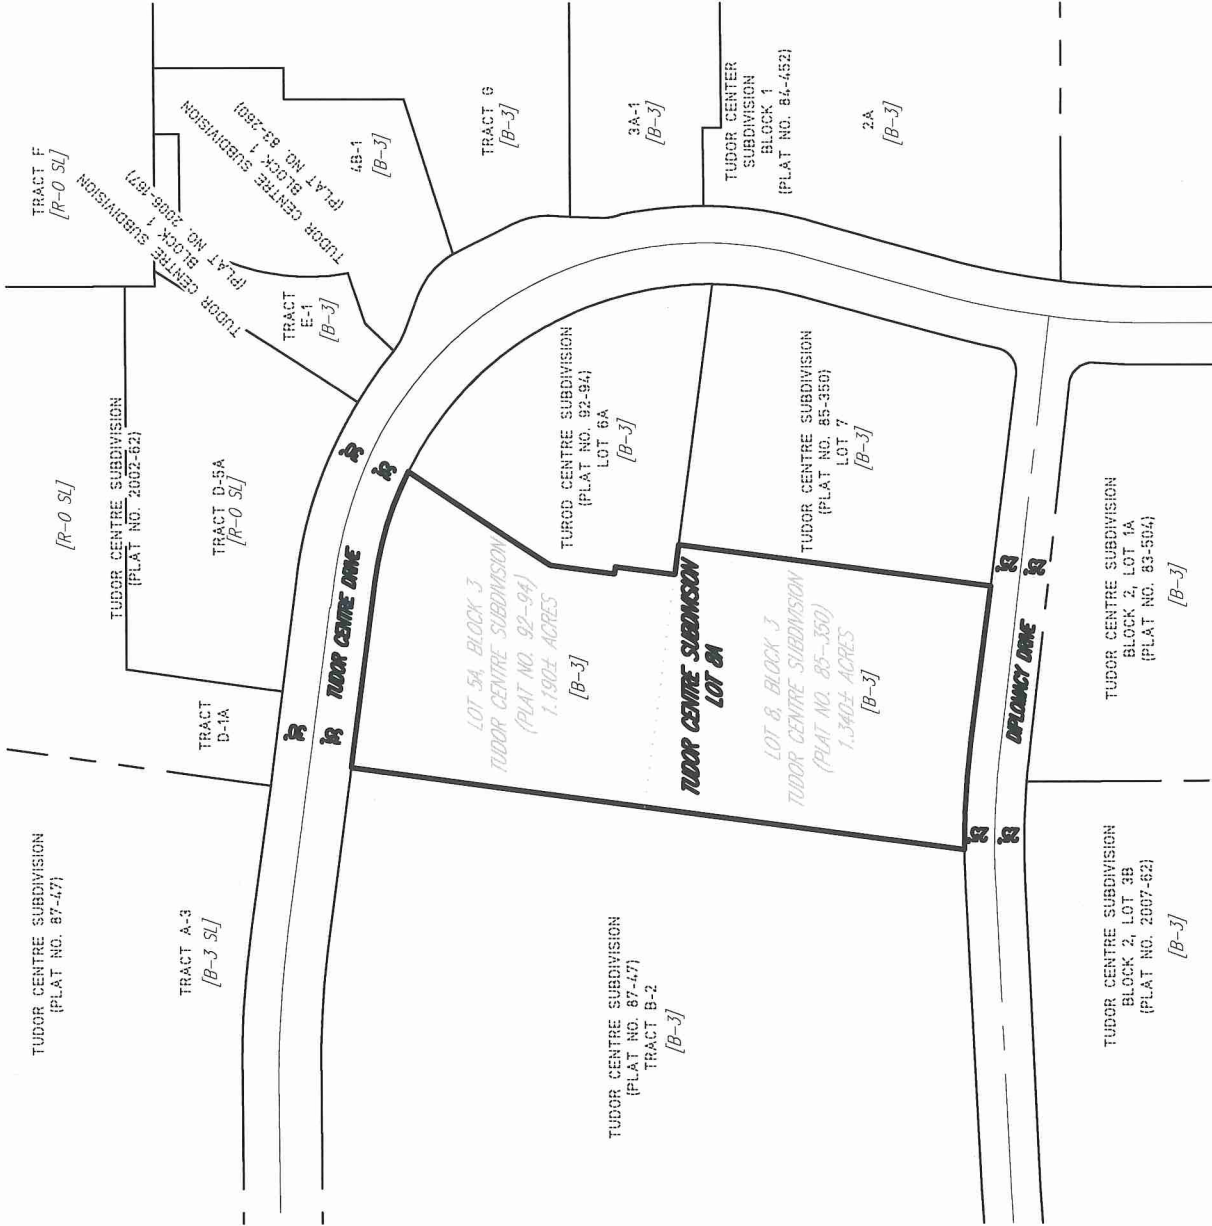 TRACT F
[R-O SL]
TUDOR CENTRE SUBDIVISION
BLOCK 1
(PLAT NO. 2006-167)
TUDOR CENTRE SUBDIVISION
BLOCK 1
(PLAT NO. 83-260)
4B-1
[B-3]
TRACT G
[B-3]
3A-1
[B-3]
TUDOR CENTER
SUBDIVISION
BLOCK 1
(PLAT NO. 84-452)
2A
[B-3]
TRACT
E-1
[B-3]
[R-O SL]
TUDOR CENTRE SUBDIVISION
(PLAT NO. 2002-62)
TRACT D-5A
[R-O SL]
TRACT
D-1A
TUDOR CENTRE DRIVE
TUROD CENTRE SUBDIVISION
(PLAT NO. 92-94)
LOT 6A
[B-3]
TUDOR CENTRE SUBDIVISION
(PLAT NO. 85-350)
LOT 7
[B-3]
LOT 5A, BLOCK 3
TUDOR CENTRE SUBDIVISION
(PLAT NO. 92-94)
1.190± ACRES
[B-3]
TUDOR CENTRE SUBDIVISION
LOT 8A
LOT 8, BLOCK 3
TUDOR CENTRE SUBDIVISION
(PLAT NO. 85-350)
1.340± ACRES
[B-3]
DIPLOMACY DRIVE
25'
25'
25'
25'
TUDOR CENTRE SUBDIVISION
BLOCK 2, LOT 1A
(PLAT NO. 83-504)
[B-3]
TUDOR CENTRE SUBDIVISION
(PLAT NO. 87-47)
TRACT A-3
[B-3 SL]
TUDOR CENTRE SUBDIVISION
(PLAT NO. 87-47)
TRACT B-2
[B-3]
TUDOR CENTRE SUBDIVISION
BLOCK 2, LOT 3B
(PLAT NO. 2007-62)
[B-3]